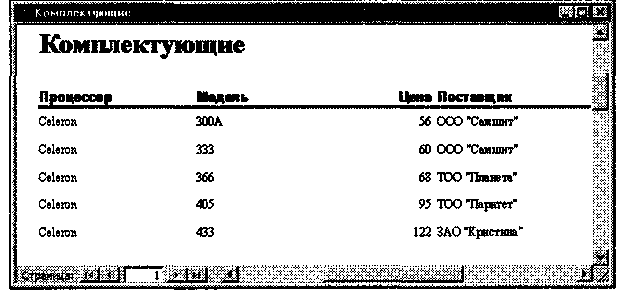 Комплектующие
Комплектующие
Процессор Модель Цена Поставщик
Celeron 300A 56 ООО "Самшит"
Celeron 333 60 ООО "Самшит"
Celeron 366 68 ТОО "Планета"
Celeron 405 95 ТОО "Паритет"
Celeron 433 122 ЗАО "Кристина"
Страница: 1